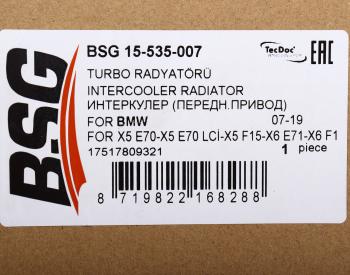 BSG
BSG 15-535-007
TecDoc
EAC
TURBO RADYATÖRÜ
INTERCOOLER RADIATOR
ИНТЕРКУЛЕР (ПЕРЕДН.ПРИВОД)
FOR BMW 07-19
FOR X5 E70-X5 E70 LCİ-X5 F15-X6 E71-X6 F1
17517809321 1 piece
8 719822 168288